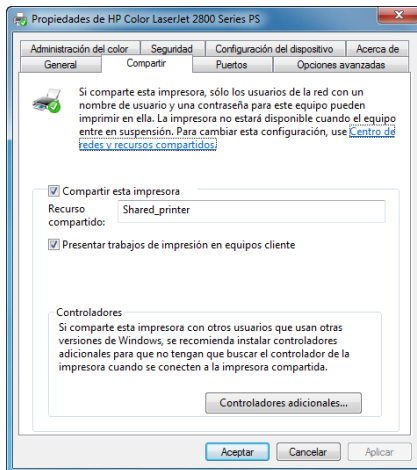 Propiedades de HP Color LaserJet 2800 Series PS
Administración del color Seguridad Configuración del dispositivo Acerca de
General Compartir Puertos Opciones avanzadas
Si comparte esta impresora, sólo los usuarios de la red con un
nombre de usuario y una contraseña para este equipo pueden
imprimir en ella. La impresora no estará disponible cuando el equipo
entre en suspensión. Para cambiar esta configuración, use Centro de
redes y recursos compartidos.
Compartir esta impresora
Recurso
compartido: Shared_printer
Presentar trabajos de impresión en equipos cliente
Controladores
Si comparte esta impresora con otros usuarios que usan otras
versiones de Windows, se recomienda instalar controladores
adicionales para que no tengan que buscar el controlador de la
impresora cuando se conecten a la impresora compartida.
Controladores adicionales...
Aceptar Cancelar Aplicar